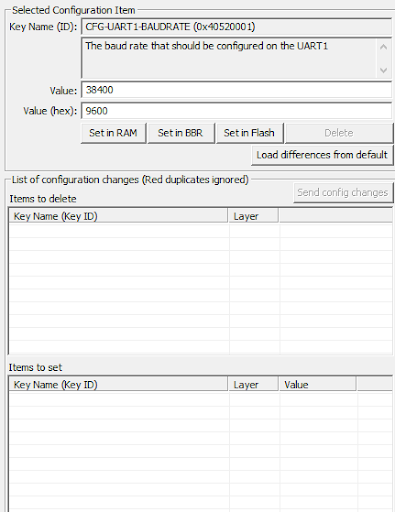 Selected Configuration Item
Key Name (ID): CFG-UART1-BAUDRATE (0x40520001)
The baud rate that should be configured on the UART1
Value: 38400
Value (hex): 9600
Set in RAM Set in BBR Set in Flash Delete
Load differences from default
List of configuration changes (Red duplicates ignored)
Send config changes
Items to delete
Key Name (Key ID) Layer
Items to set
Key Name (Key ID) Layer Value